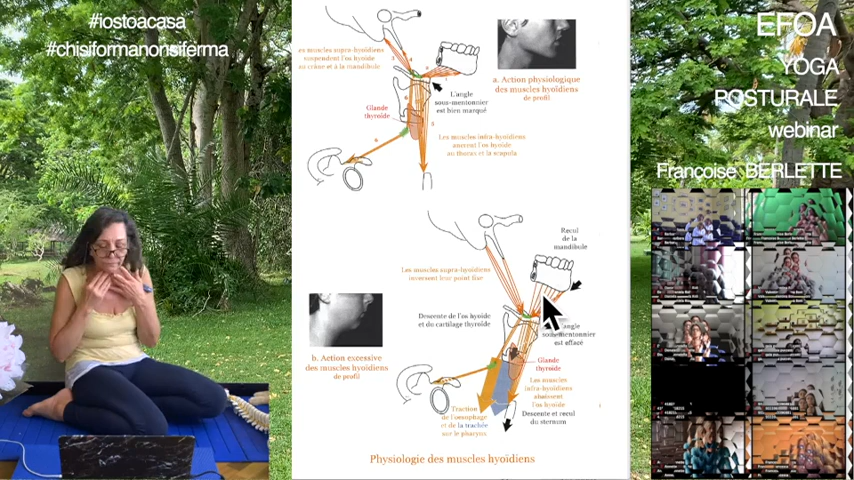 #iostoacasa
#chisiformanonsiferma
les muscles supra-hyoïdiens
suspendent l'os hyoïde
au crâne et à la mandibule
a. Action physiologique
des muscles hyoïdiens
de profil
L'angle
sous-mentonnier
est bien marqué
Glande
thyroïde
Les muscles infra-hyoïdiens
ancrent l'os hyoïde
au thorax et la scapula
Recul
de la
mandibule
Les muscles supra-hyoïdiens
inversent leur point fixe
Descente de l'os hyoïde
et du cartilage thyroïde
angle
sous-mentonnier
est effacé
b. Action excessive
des muscles hyoïdiens
de profil
Glande
thyroïde
Les muscles
infra-hyoïdiens
abaissent
l'os hyoïde
Traction
de l'œsophage
et de la trachée
sur le pharynx
Descente et recul
du sternum
Physiologie des muscles hyoïdiens
EFOA
YOGA
POSTURALE
webinar
Françoise BERLETTE